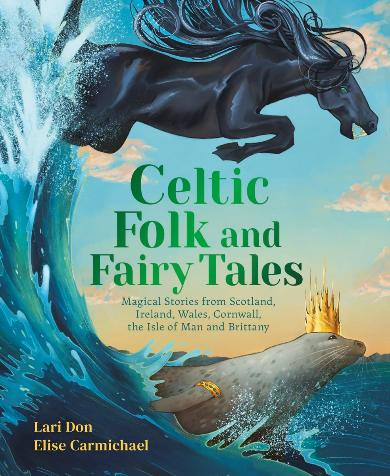 Celtic
Folk and
Fairy Tales
Magical Stories from Scotland,
Ireland, Wales, Cornwall,
the Isle of Man and Brittany
Lari Don
Elise Carmichael